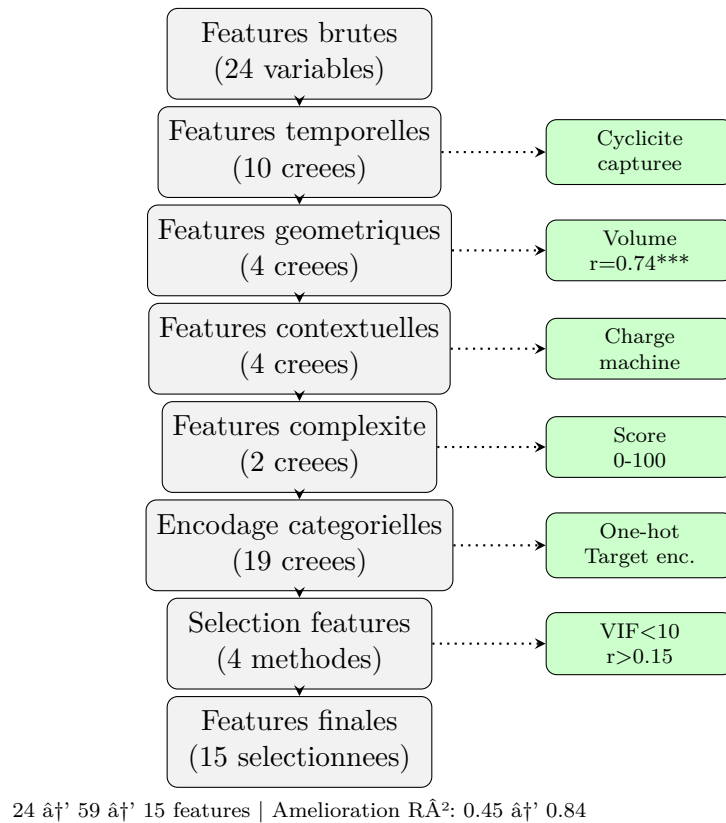 Features brutes
(24 variables)
Features temporelles
(10 creees)
Cyclicite
capturee
Features geometriques
(4 creees)
Volume
r=0.74***
Features contextuelles
(4 creees)
Charge
machine
Features complexite
(2 creees)
Score
0-100
Encodage categorielles
(19 creees)
One-hot
Target enc.
Selection features
(4 methodes)
VIF<10
r>0.15
Features finales
(15 selectionnees)
24 â†’ 59 â†’ 15 features | Amelioration RÂ²: 0.45 â†’ 0.84